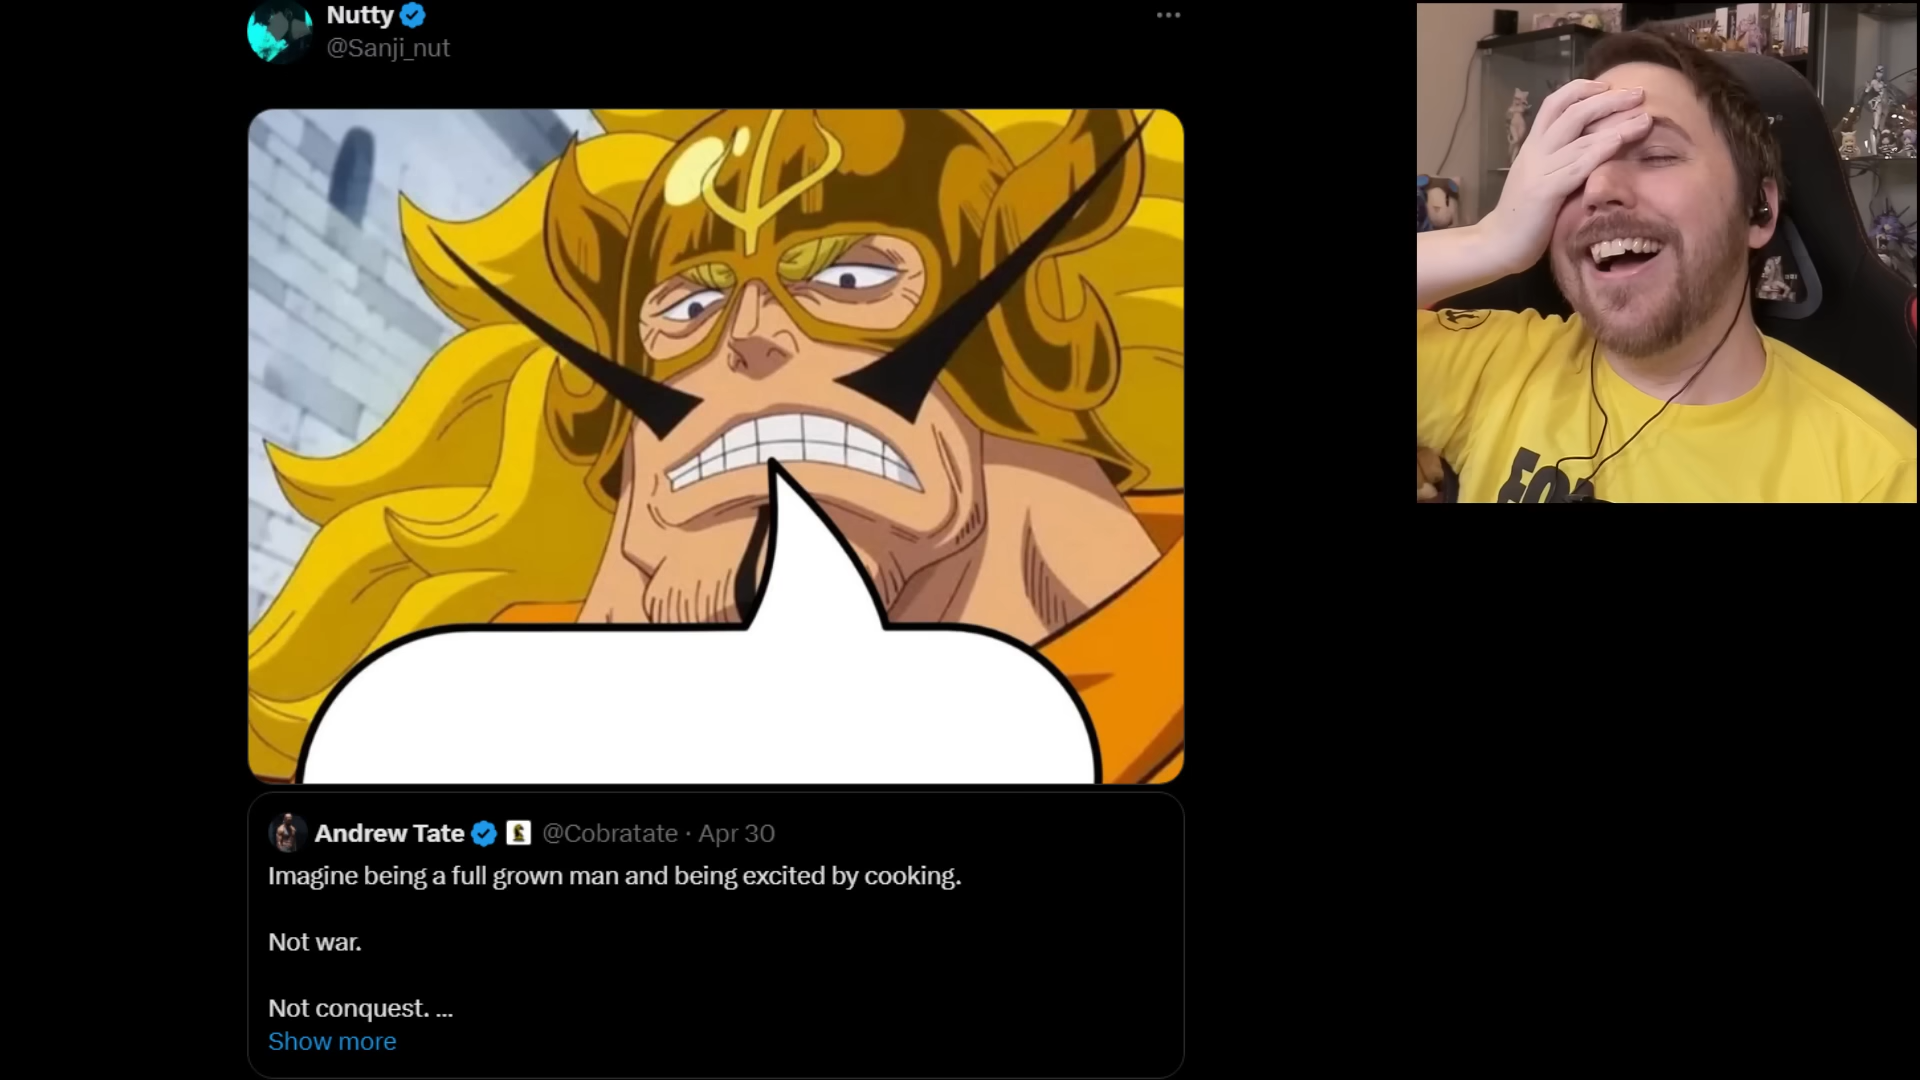 Nutty
@Sanji_nut
Andrew Tate @Cobratate · Apr 30
Imagine being a full grown man and being excited by cooking.
Not war.
Not conquest. ...
Show more